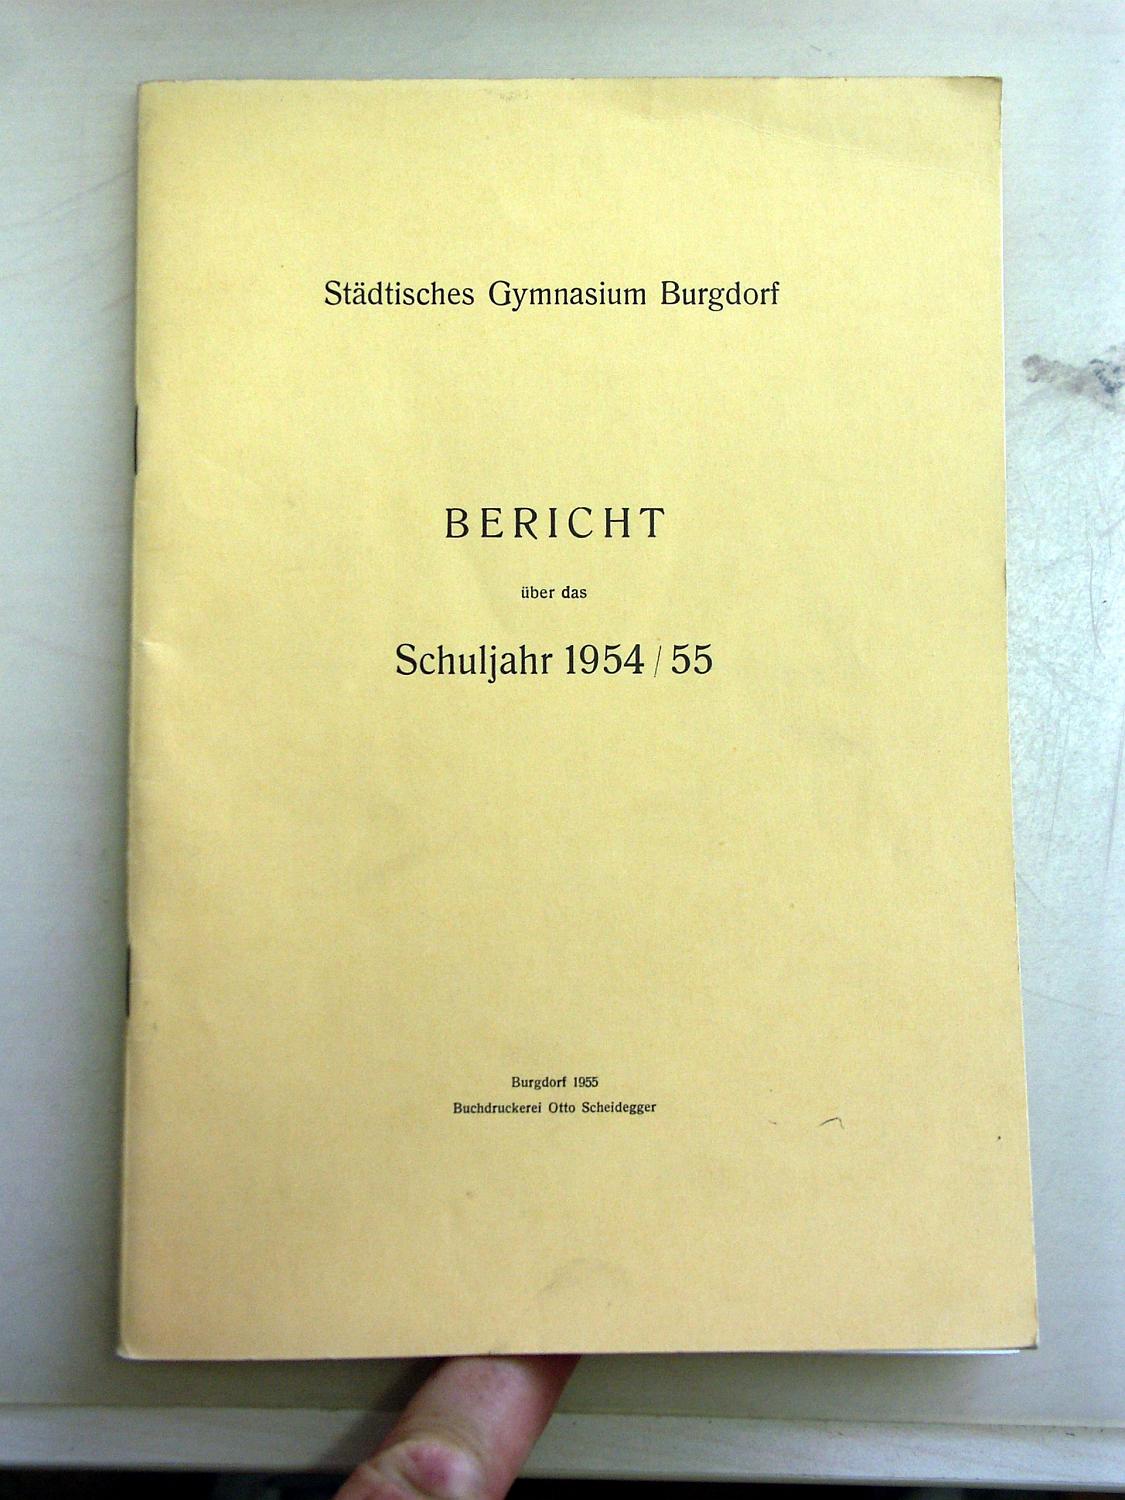 Städtisches Gymnasium Burgdorf
BERICHT
über das
Schuljahr 1954/55
Burgdorf 1955
Buchdruckerei Otto Scheidegger